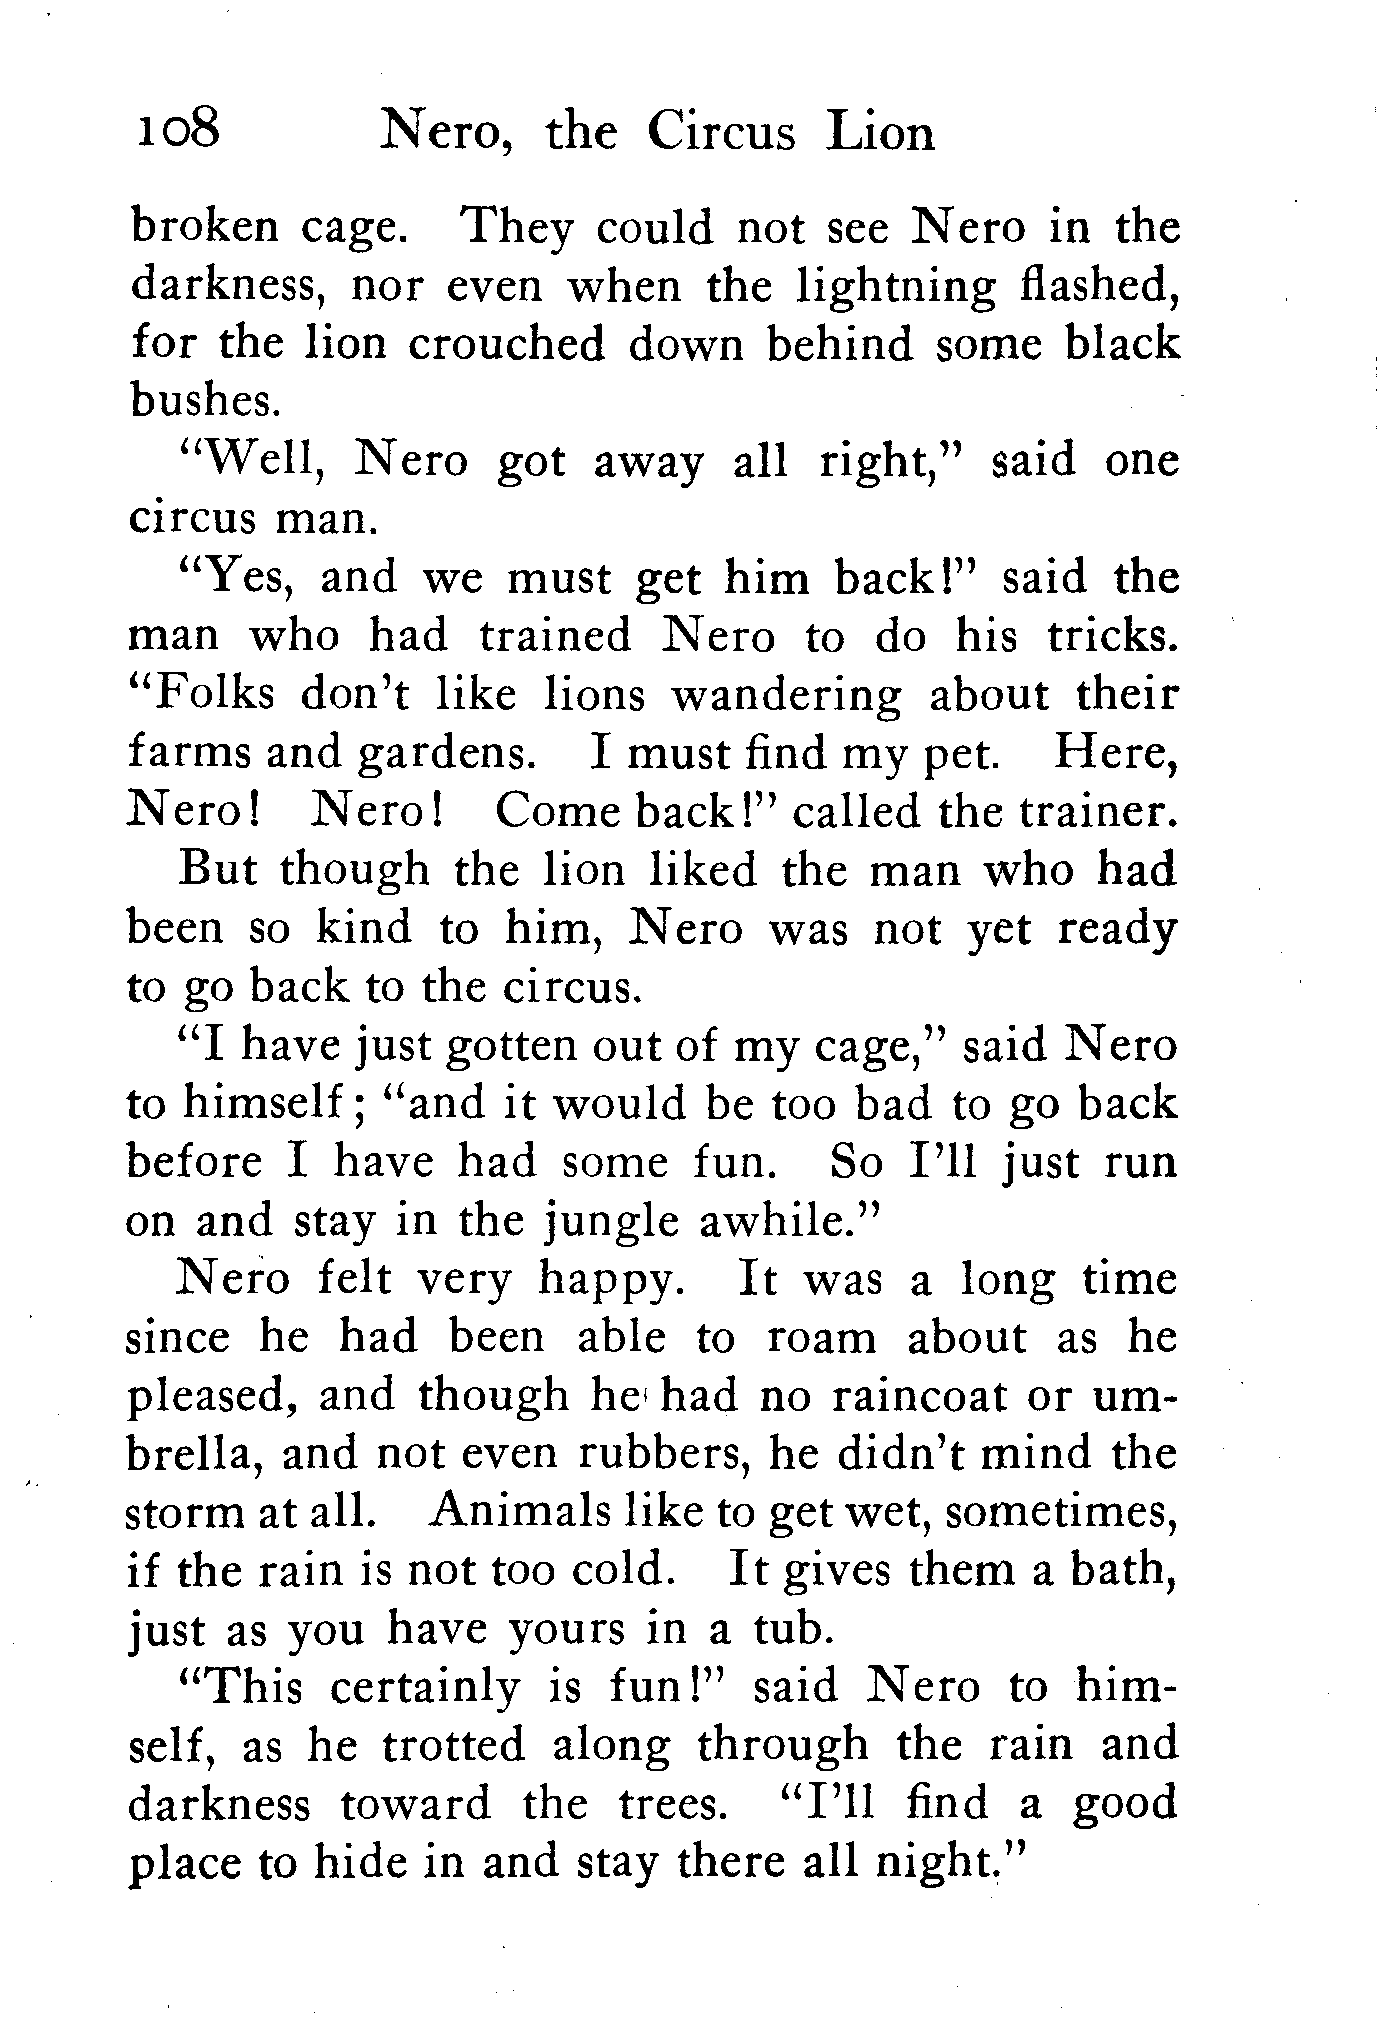 108 Nero, the Circus Lion
broken cage. They could not see Nero in the
darkness, nor even when the lightning flashed,
for the lion crouched down behind some black
bushes.
“Well, Nero got away all right,” said one
circus man.
“Yes, and we must get him back!” said the
man who had trained Nero to do his tricks.
“Folks don’t like lions wandering about their
farms and gardens. I must find my pet. Here,
Nero! Nero! Come back!” called the trainer.
But though the lion liked the man who had
been so kind to him, Nero was not yet ready
to go back to the circus.
“I have just gotten out of my cage,” said Nero
to himself; “and it would be too bad to go back
before I have had some fun. So I’ll just run
on and stay in the jungle awhile.”
Nero felt very happy. It was a long time
since he had been able to roam about as he
pleased, and though he had no raincoat or um-
brella, and not even rubbers, he didn’t mind the
storm at all. Animals like to get wet, sometimes,
if the rain is not too cold. It gives them a bath,
just as you have yours in a tub.
“This certainly is fun!” said Nero to him-
self, as he trotted along through the rain and
darkness toward the trees. “I’ll find a good
place to hide in and stay there all night.”